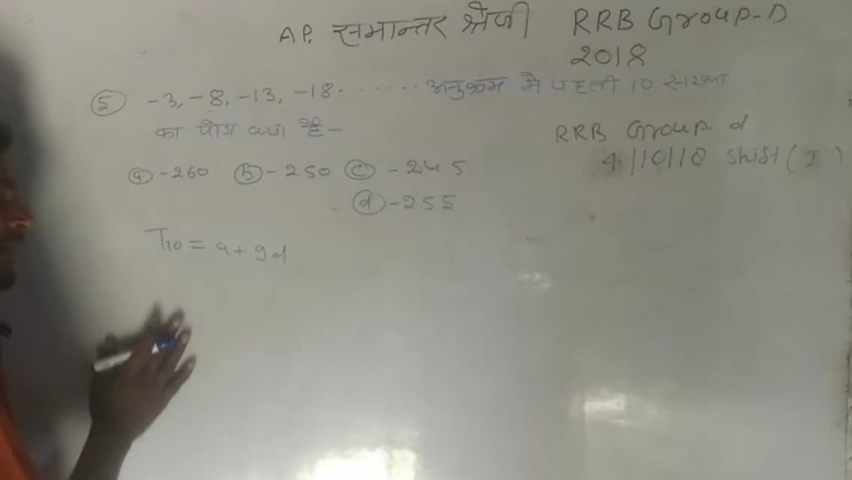 A.P. समान्तर श्रेणी RRB Group-D
2018
⑤ -3, -8, -13, -18....... अनुक्रम मे पहली 10 संख्या
का योग क्या है-
RRB Group. d
4/10/18 Shift (2)
ⓐ -260 ⓑ -250 ⓒ -245
ⓓ -255
T10 = a + 9d